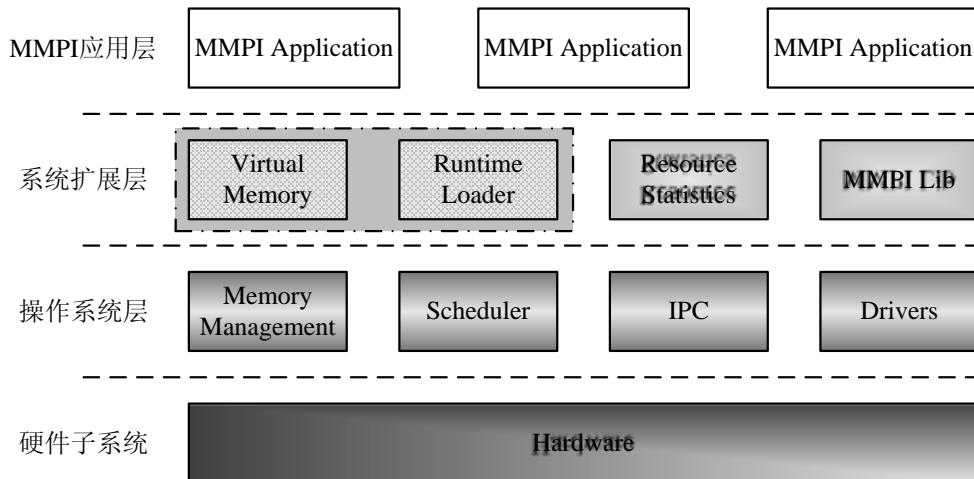 MMPI应用层
MMPI Application
MMPI Application
MMPI Application
系统扩展层
Virtual
Memory
Runtime
Loader
Resource
Statistics
MMPI Lib
操作系统层
Memory
Management
Scheduler
IPC
Drivers
硬件子系统
Hardware